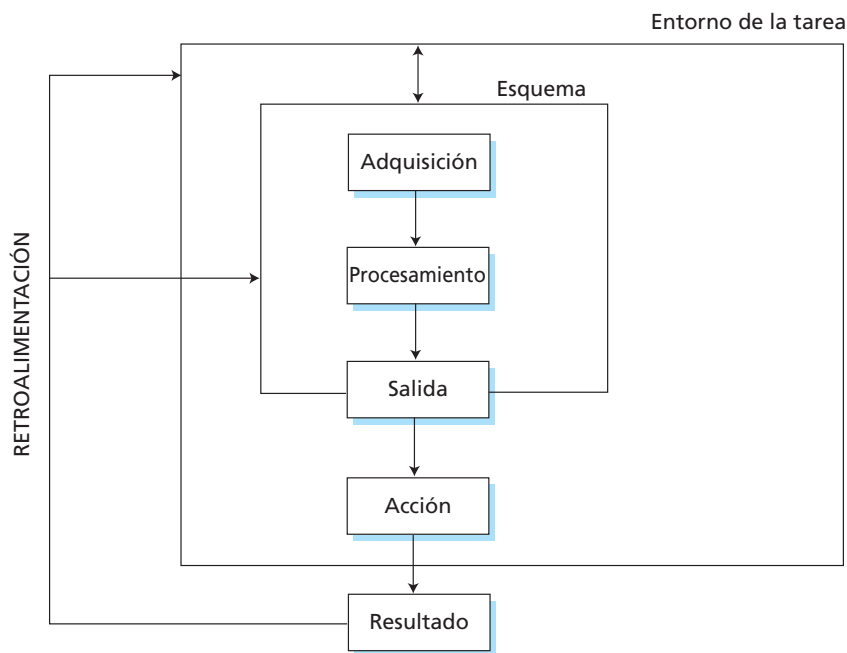 Entorno de la tarea
Esquema
Adquisición
Procesamiento
Salida
Acción
Resultado
RETROALIMENTACIÓN